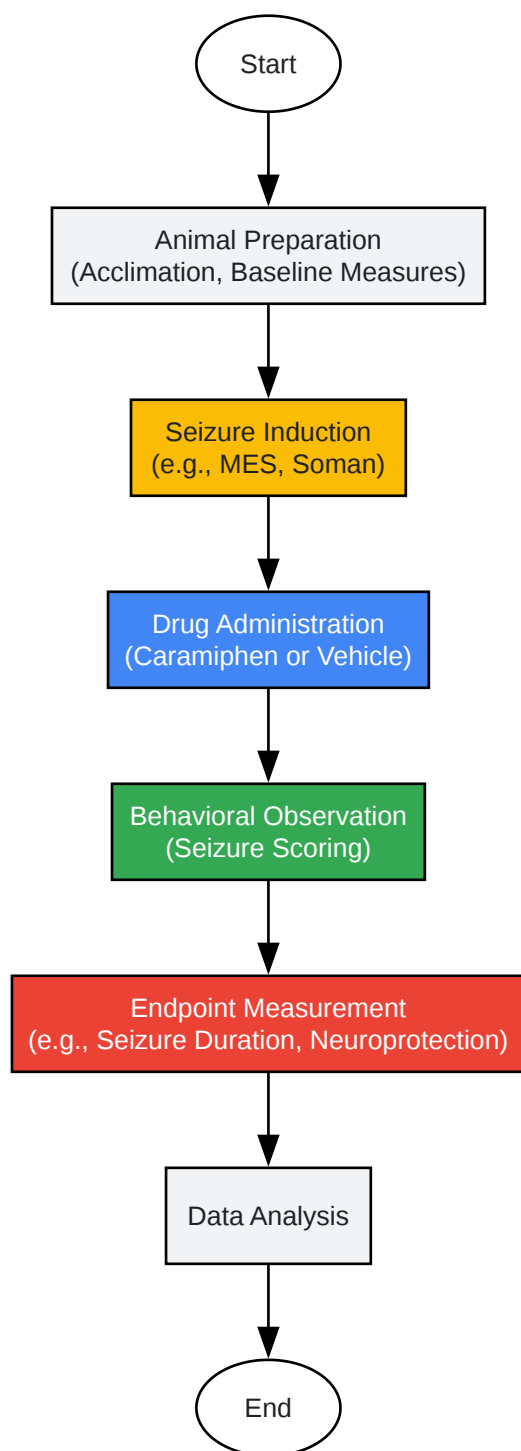 Start
Animal Preparation
(Acclimation, Baseline Measures)
Seizure Induction
(e.g., MES, Soman)
Drug Administration
(Caramiphen or Vehicle)
Behavioral Observation
(Seizure Scoring)
Endpoint Measurement
(e.g., Seizure Duration, Neuroprotection)
Data Analysis
End